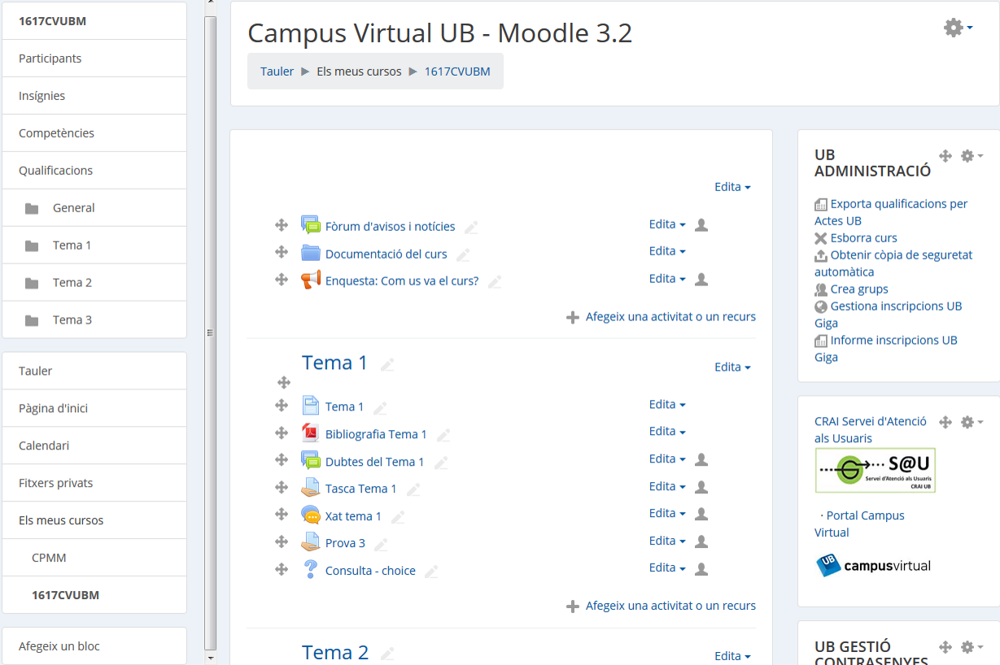 1617CVUBM
Participants
Insígnies
Competències
Qualificacions
General
Tema 1
Tema 2
Tema 3
Tauler
Pàgina d'inici
Calendari
Fitxers privats
Els meus cursos
CPMM
1617CVUBM
Afegeix un bloc
Campus Virtual UB - Moodle 3.2
Tauler ▶ Els meus cursos ▶ 1617CVUBM
Edita
Fòrum d'avisos i notícies Edita
Documentació del curs Edita
Enquesta: Com us va el curs? Edita
Afegeix una activitat o un recurs
Tema 1 Edita
Tema 1 Edita
Bibliografia Tema 1 Edita
Dubtes del Tema 1 Edita
Tasca Tema 1 Edita
Xat tema 1 Edita
Prova 3 Edita
Consulta - choice Edita
Afegeix una activitat o un recurs
Tema 2 Edita
UB
ADMINISTRACIÓ
Exporta qualificacions per
Actes UB
Esborra curs
Obtenir còpia de seguretat
automàtica
Crea grups
Gestiona inscripcions UB
Giga
Informe inscripcions UB
Giga
CRAI Servei d'Atenció
als Usuaris
S@U
Servei d'Atenció als Usuaris
CRAI UB
· Portal Campus
Virtual
UB campusvirtual
UB GESTIÓ
CONTRASENYES